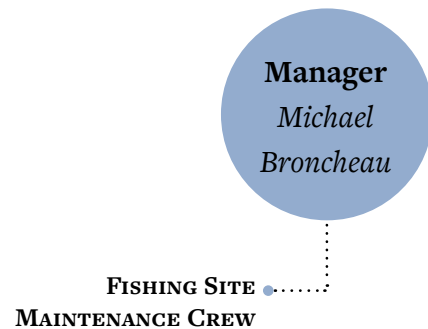 Manager
Michael
Broncheau
Fishing Site
Maintenance Crew